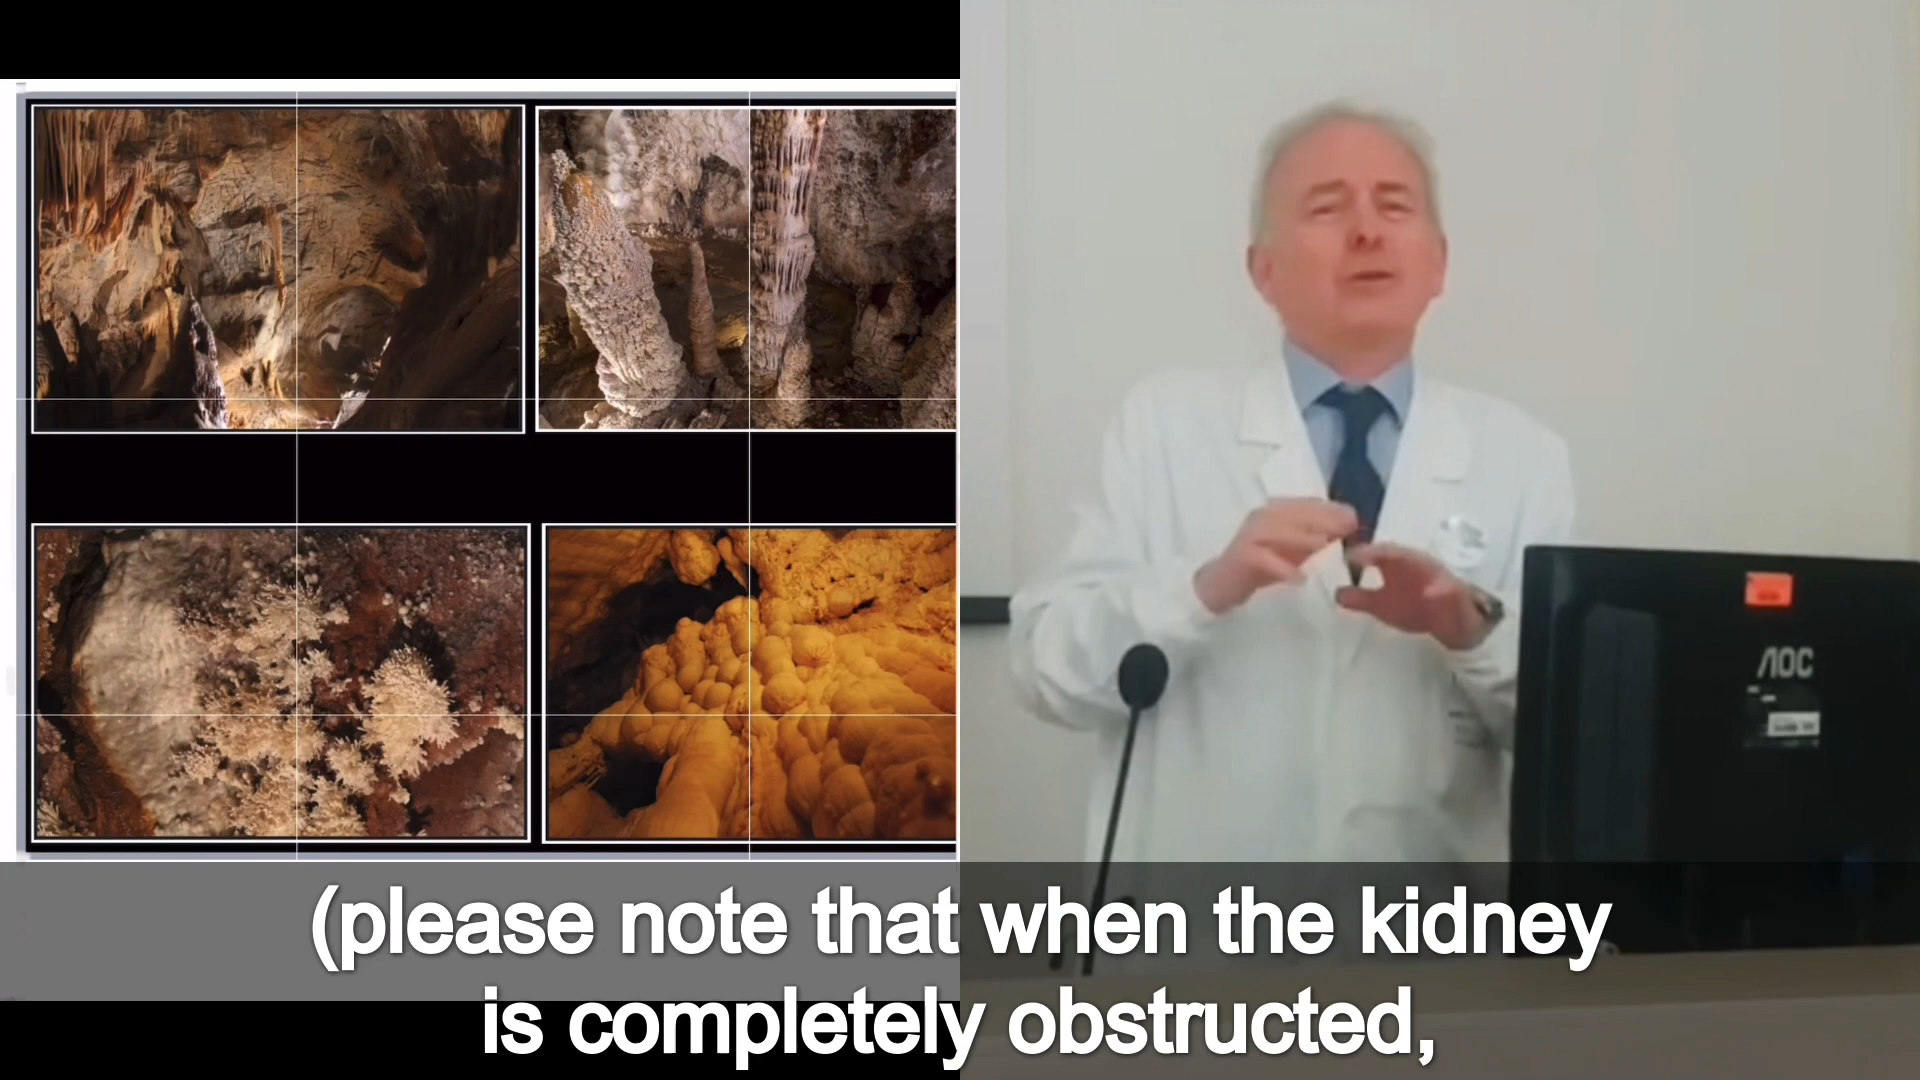 AOC
(please note that when the kidney
is completely obstructed,